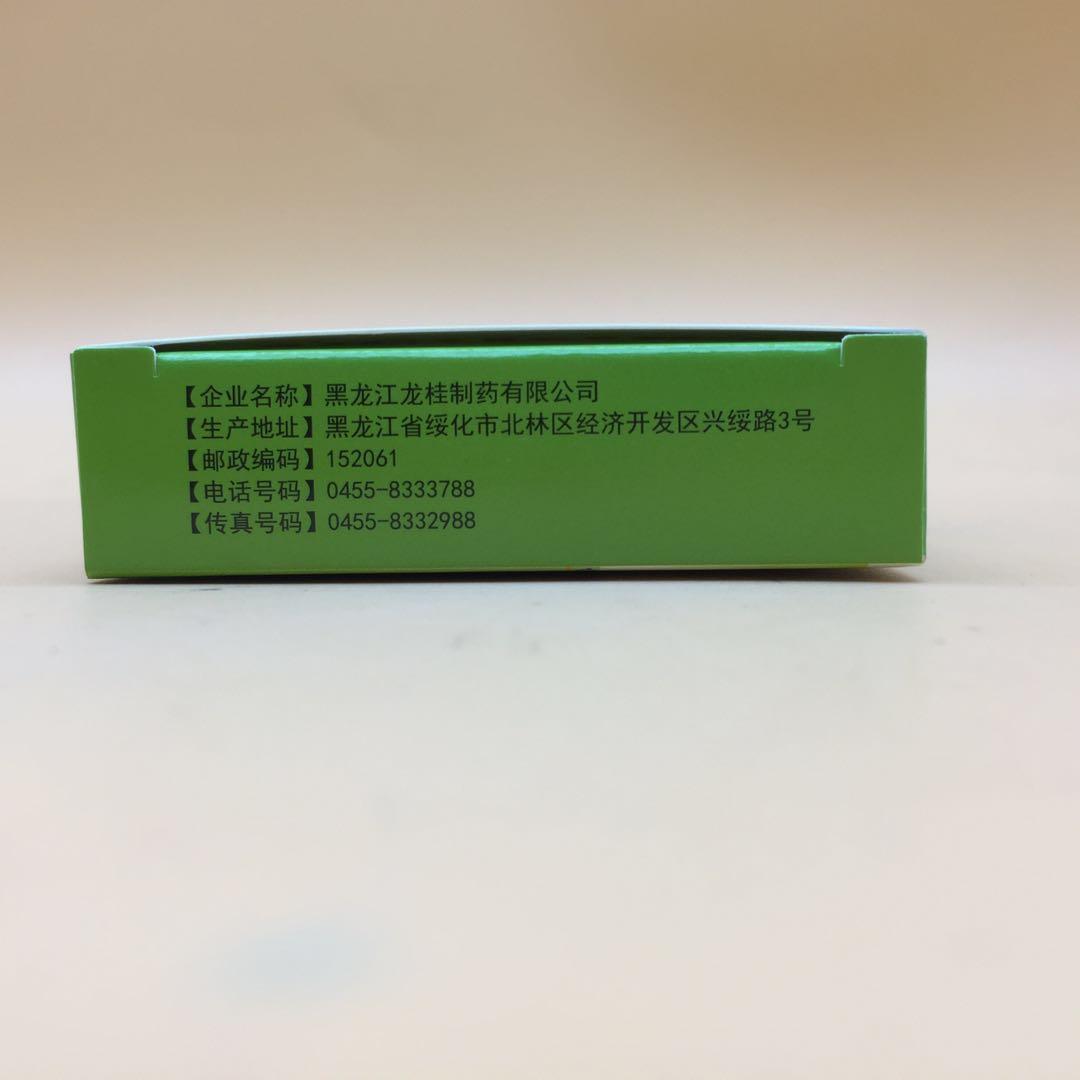 【企业名称】黑龙江龙桂制药有限公司
【生产地址】黑龙江省绥化市北林区经济开发区兴绥路3号
【邮政编码】152061
【电话号码】0455-8333788
【传真号码】0455-8332988